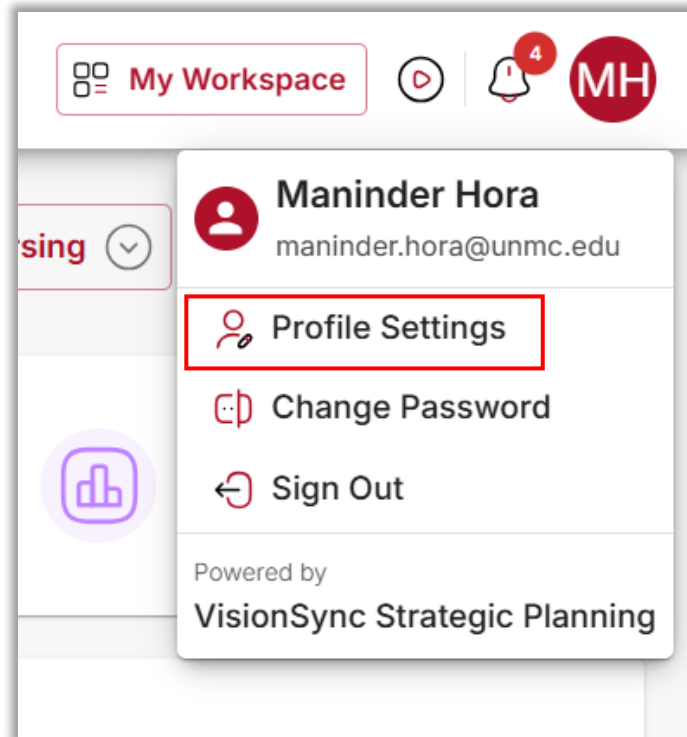 My Workspace
4
MH
Maninder Hora
maninder.hora@unmc.edu
sing
Profile Settings
Change Password
Sign Out
Powered by
VisionSync Strategic Planning